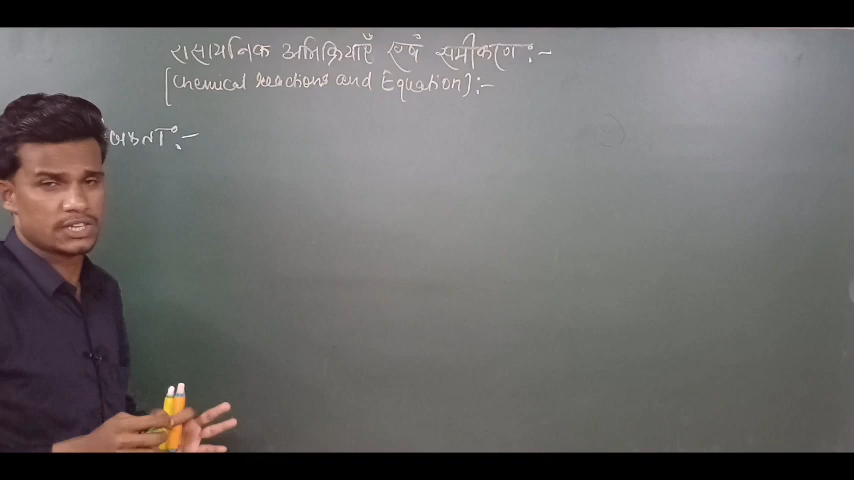 रासायनिक अभिक्रियाएँ एवं समीकरण :-
[Chemical reactions and Equation] :-